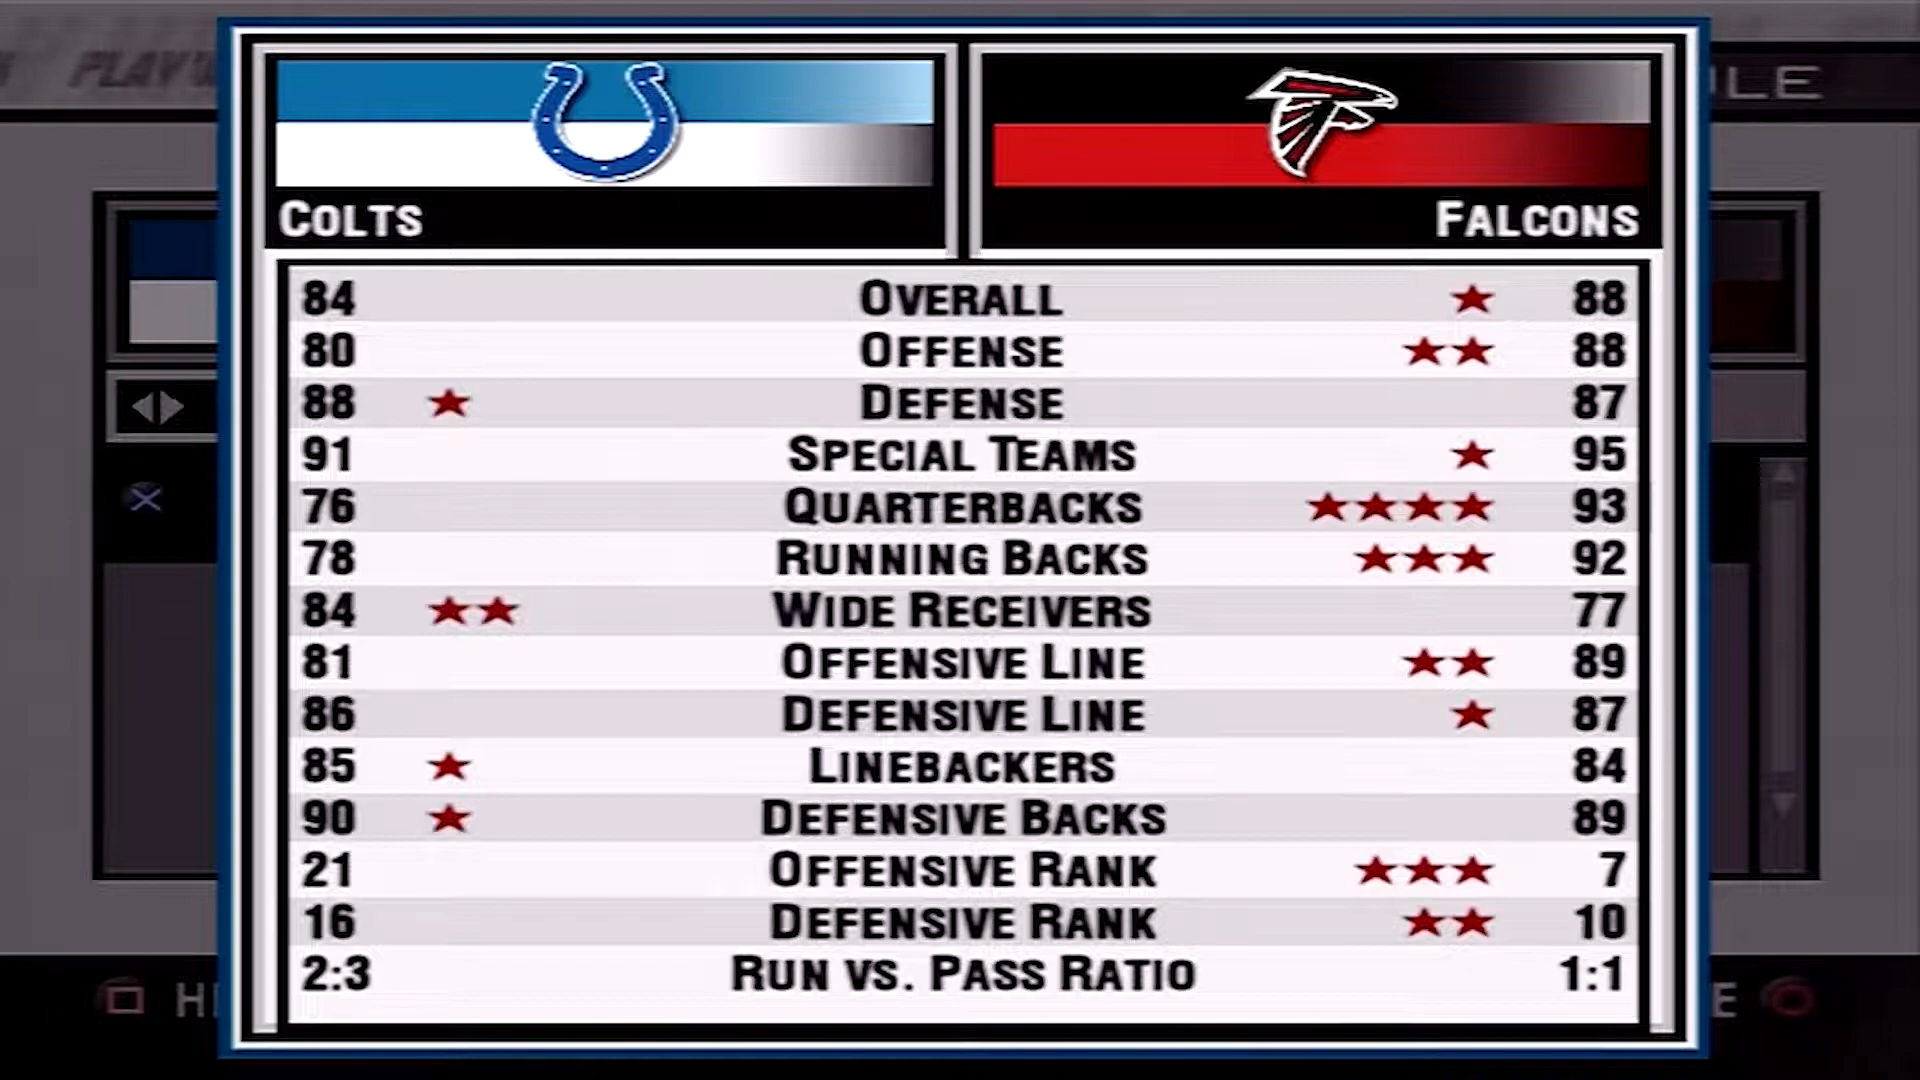 PLAY
LE
COLTS
FALCONS
84 OVERALL 88
80 OFFENSE 88
88 DEFENSE 87
91 SPECIAL TEAMS 95
76 QUARTERBACKS 93
78 RUNNING BACKS 92
84 WIDE RECEIVERS 77
81 OFFENSIVE LINE 89
86 DEFENSIVE LINE 87
85 LINEBACKERS 84
90 DEFENSIVE BACKS 89
21 OFFENSIVE RANK 7
16 DEFENSIVE RANK 10
2:3 RUN VS. PASS RATIO 1:1